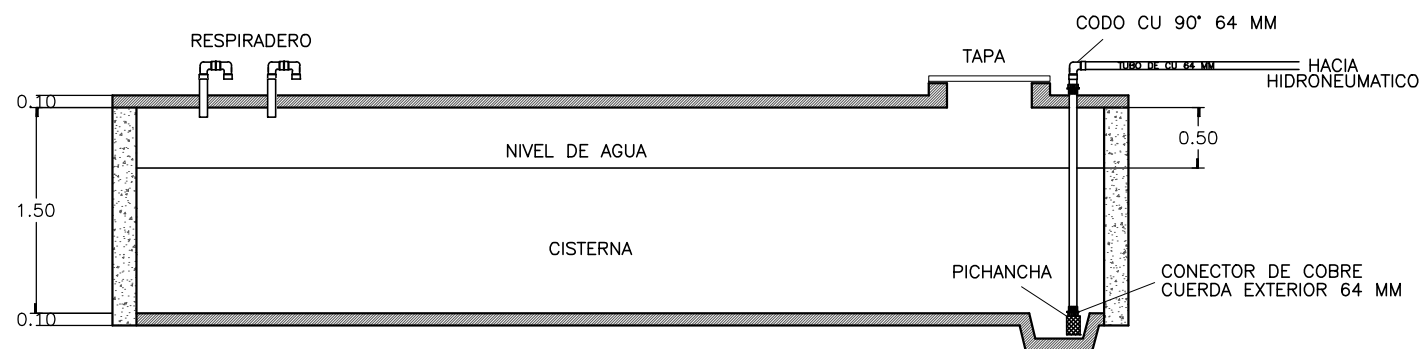 CODO CU 90° 64 MM
RESPIRADERO
TAPA
TUBO DE CU 64 MM
HACIA
HIDRONEUMATICO
0.10
0.50
NIVEL DE AGUA
1.50
CISTERNA
PICHANCHA
CONECTOR DE COBRE
CUERDA EXTERIOR 64 MM
0.10